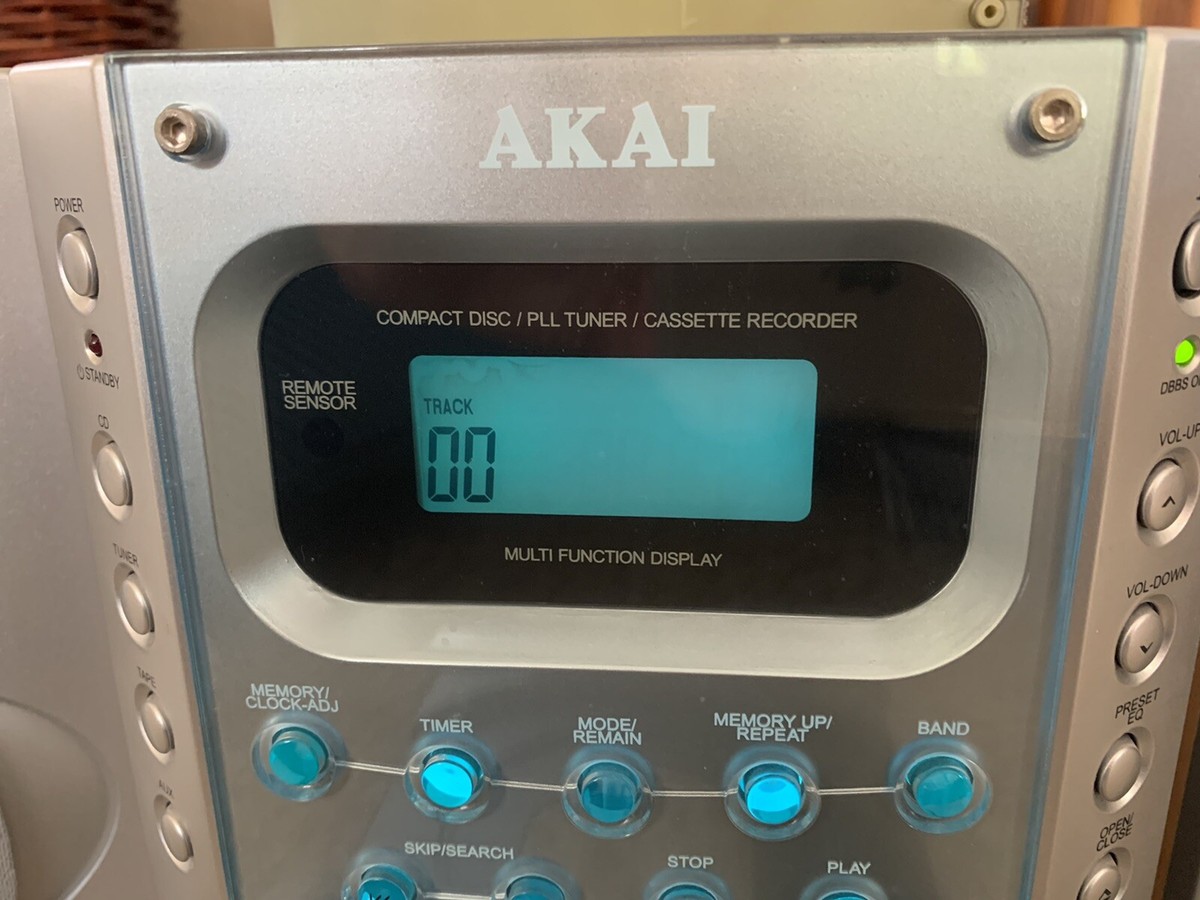 AKAI
POWER
COMPACT DISC / PLL TUNER / CASSETTE RECORDER
STANDBY
REMOTE
SENSOR
TRACK
00
DBBS
CD
VOL-UP
MULTI FUNCTION DISPLAY
TUNER
VOL-DOWN
TAPE
MEMORY/
CLOCK-ADJ
TIMER
MODE/
REMAIN
MEMORY UP/
REPEAT
BAND
PRESET
EQ
AUX
SKIP/SEARCH
STOP
PLAY
OPEN/
CLOSE